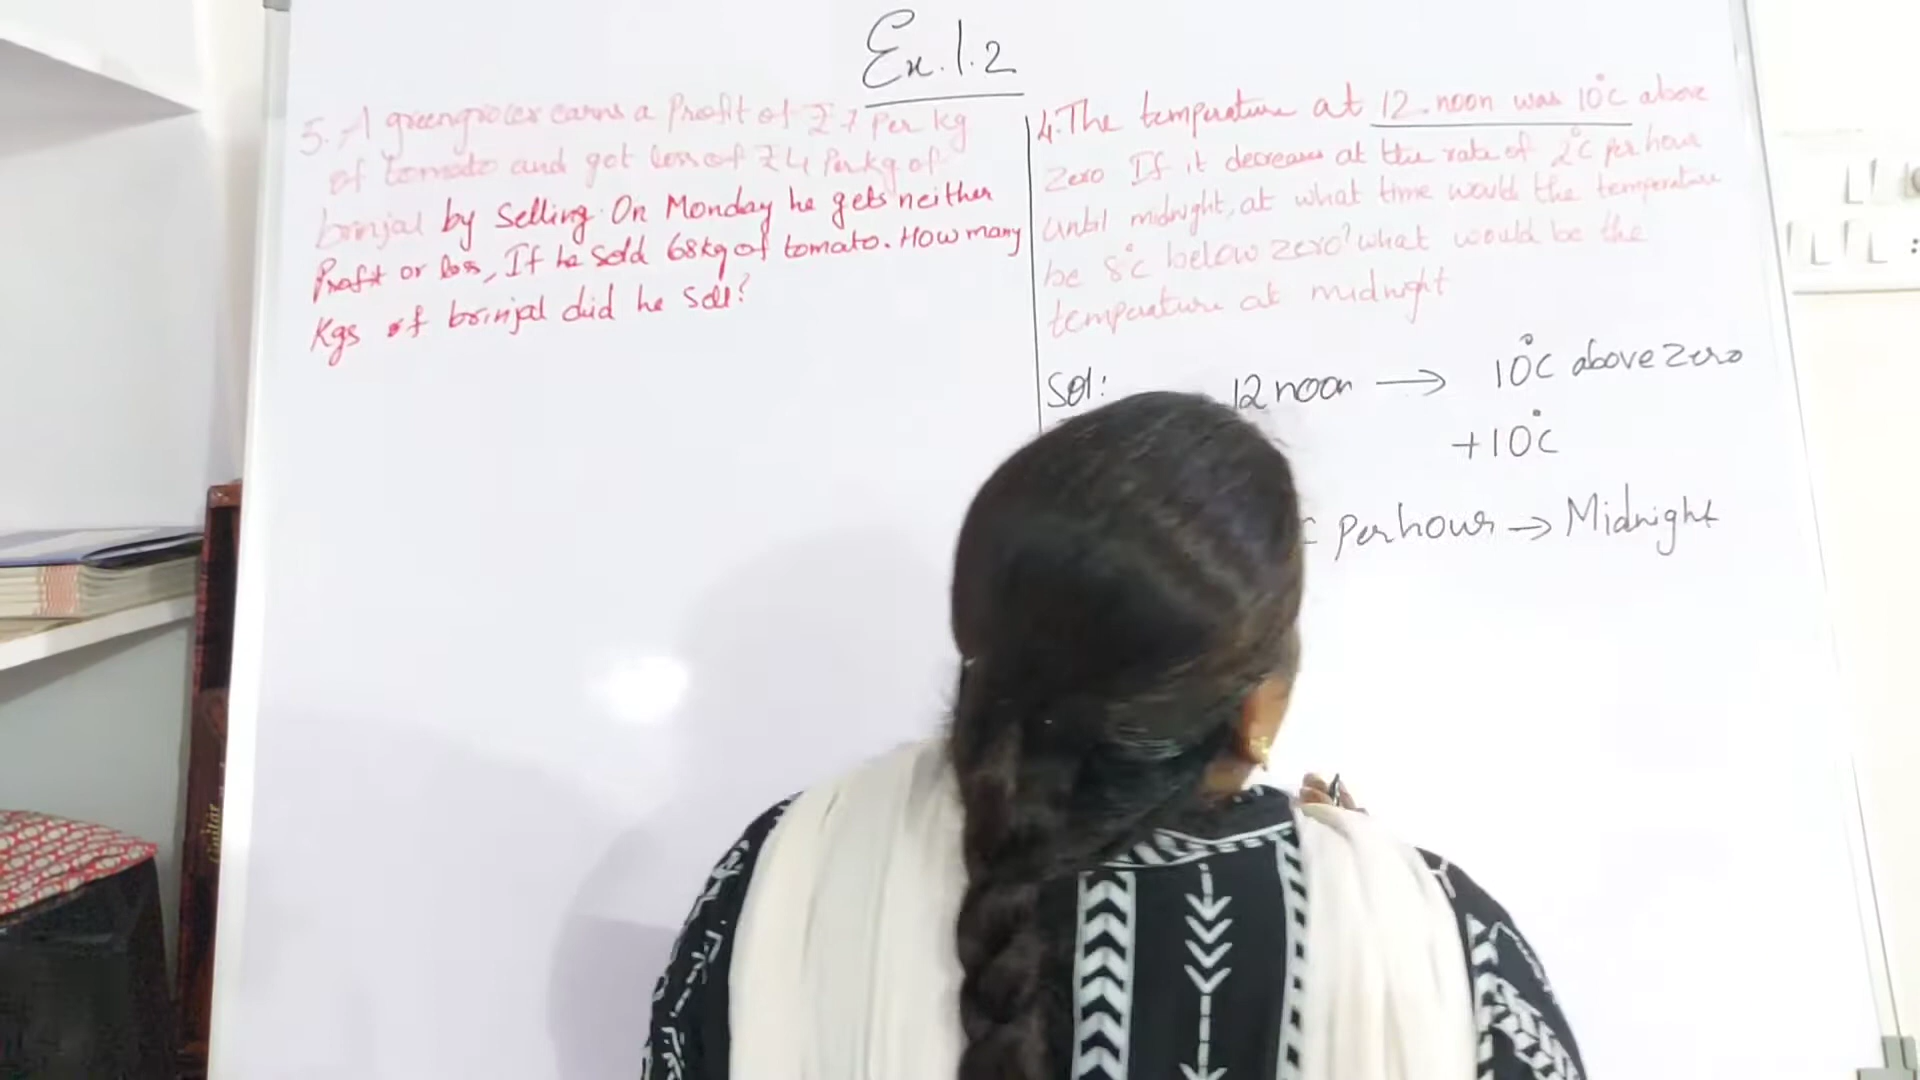 Ex.1.2
5. A greengrocer earns a Profit of ₹7 Per kg
of tomato and got loss of ₹4 Per kg of
brinjal by selling. On Monday he gets neither
Profit or loss, If he sold 68kg of tomato. How many
Kgs of brinjal did he sell?
4. The temperature at 12.noon was 10°C above
Zero If it decreases at the rate of 2°C per hour
until midnight, at what time would the temperature
be 8°C below zero? what would be the
temperature at midnight
Sol:
12 noon → 10°C above Zero
+10°C
C Per hour → Midnight
Guitar